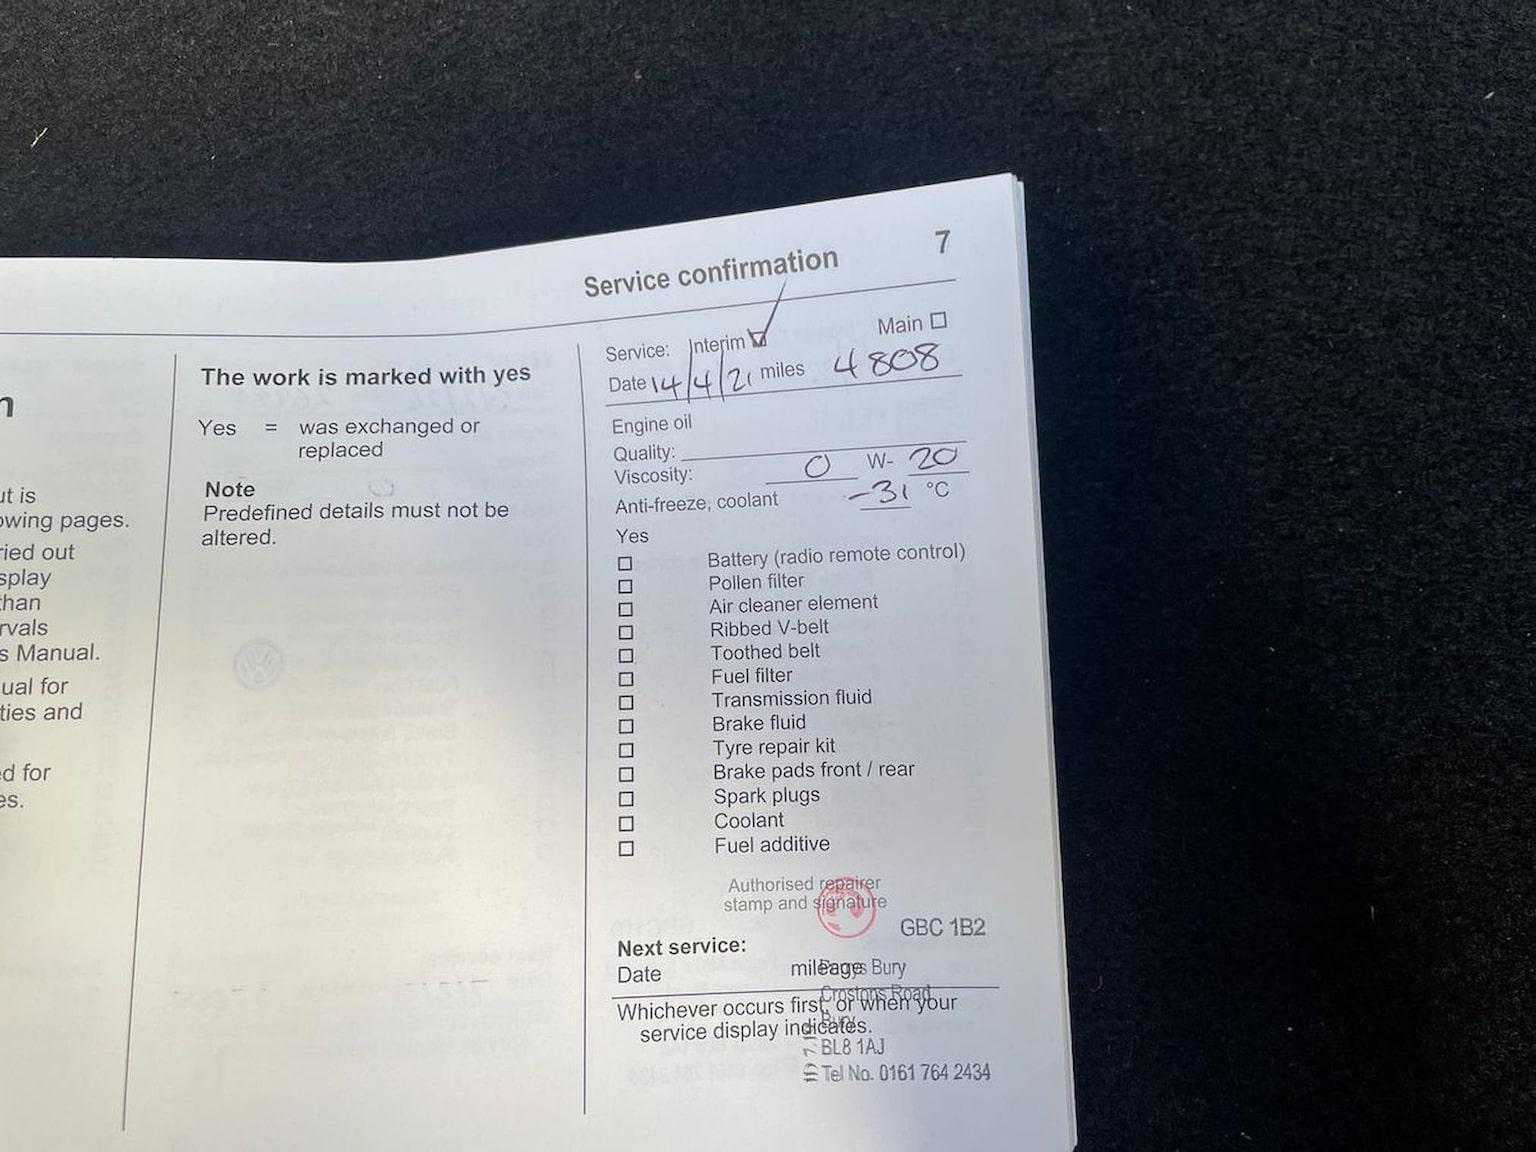 Service confirmation 7
n
ut is
owing pages.
ried out
splay
than
rvals
s Manual.
ual for
ties and
ed for
es.
The work is marked with yes
Yes = was exchanged or
replaced
Note
Predefined details must not be
altered.
Service: Interim Main
Date 14/4/21 miles 4808
Engine oil
Quality:
Viscosity: 0 W- 20
Anti-freeze, coolant -31 °C
Yes
Battery (radio remote control)
Pollen filter
Air cleaner element
Ribbed V-belt
Toothed belt
Fuel filter
Transmission fluid
Brake fluid
Tyre repair kit
Brake pads front / rear
Spark plugs
Coolant
Fuel additive
Authorised repairer
stamp and signature
GBC 1B2
Next service:
Date mileage
Parrys Bury
Crostons Road
Whichever occurs first, or when your
service display indicates.
Bury
BL8 1AJ
Tel No. 0161 764 2434